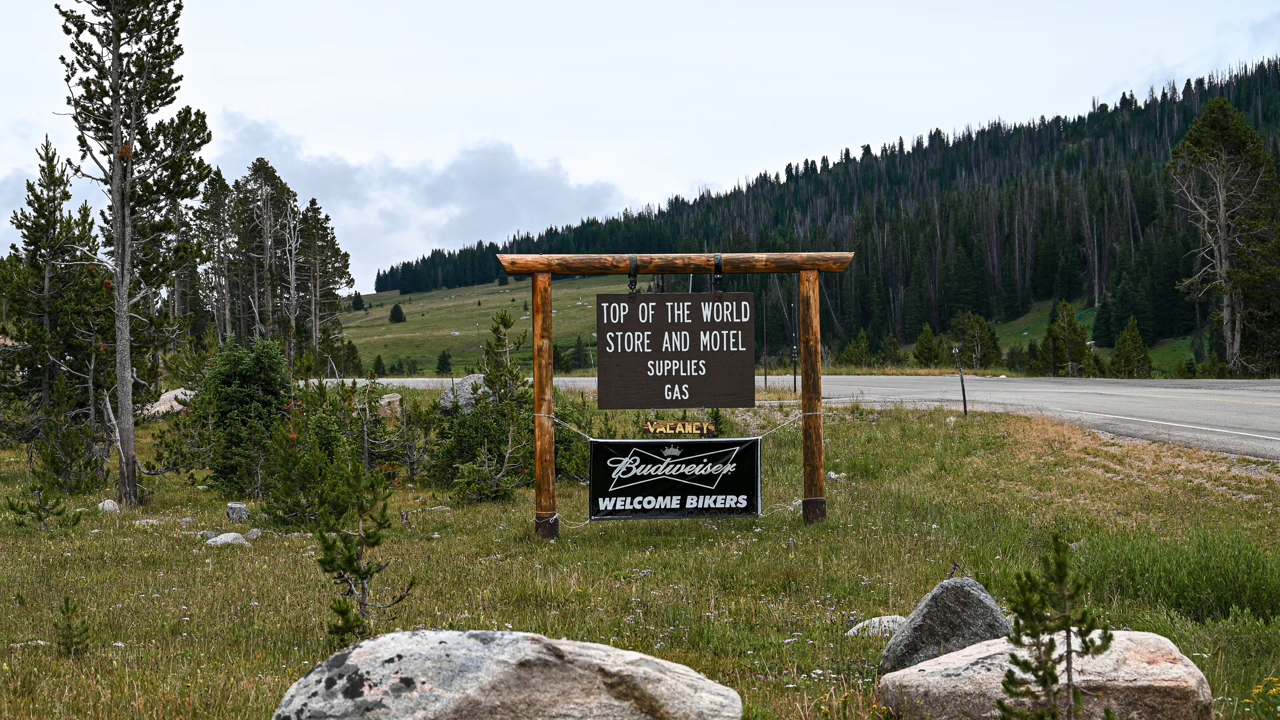 TOP OF THE WORLD
STORE AND MOTEL
SUPPLIES
GAS
VACANCY
Budweiser
WELCOME BIKERS